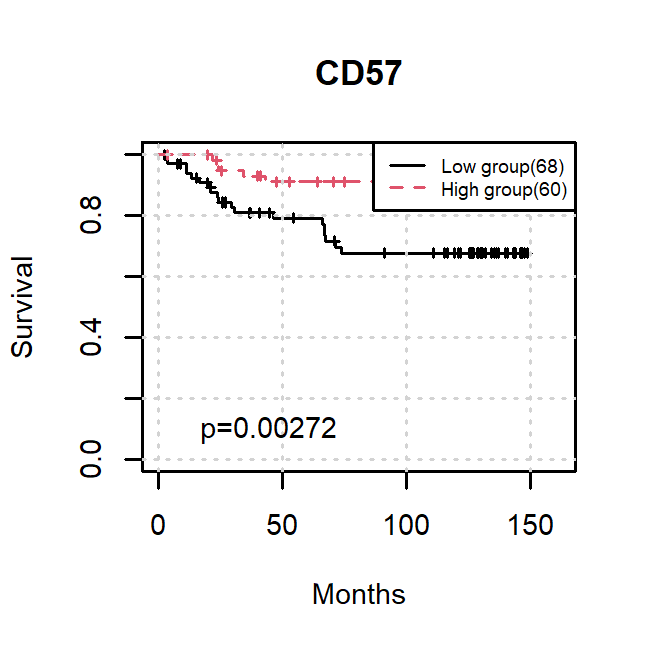 CD57
Low group(68)
High group(60)
Survival
0.8
0.4
0.0
p=0.00272
0 50 100 150
Months